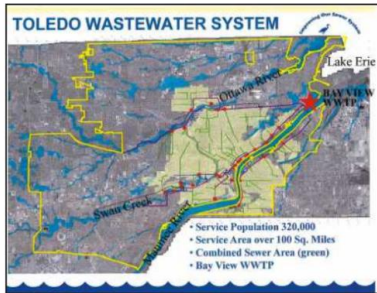 TOLEDO WASTEWATER SYSTEM
Lake Erie
Ottawa River
BAY VIEW
WWTP
Swan Creek
Maumee River
• Service Population 320,000
• Service Area over 100 Sq. Miles
• Combined Sewer Area (green)
• Bay View WWTP